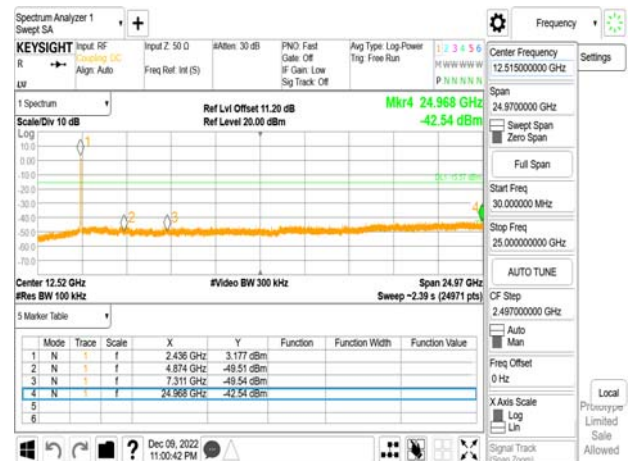 Spectrum Analyzer 1
Swept SA
Frequency
KEYSIGHT
R
Input: RF
Coupling: DC
Align: Auto
Input Z: 50 Ω
Freq Ref: Int (S)
#Atten: 30 dB
PNO: Fast
Gate: Off
IF Gain: Low
Sig Track: Off
Avg Type: Log-Power
Trig: Free Run
1 2 3 4 5 6
M W W W W W
P N N N N N
Center Frequency
12.515000000 GHz
Settings
1 Spectrum
Scale/Div 10 dB
Ref Lvl Offset 11.20 dB
Ref Level 20.00 dBm
Mkr4 24.968 GHz
-42.54 dBm
Span
24.9700000 GHz
Swept Span
Zero Span
Full Span
Start Freq
30.000000 MHz
Stop Freq
25.000000000 GHz
AUTO TUNE
CF Step
2.497000000 GHz
Auto
Man
Freq Offset
0 Hz
X Axis Scale
Log
Lin
Signal Track
(Span Zoom)
Local
Prototype
Limited
Sale
Allowed
Log
10.0
0.00
-10.0
-20.0
-30.0
-40.0
-50.0
-60.0
-70.0
1
2
3
4
Center 12.52 GHz
#Res BW 100 kHz
#Video BW 300 kHz
Span 24.97 GHz
Sweep ~2.39 s (24971 pts)
5 Marker Table
Mode Trace Scale X Y Function Function Width Function Value
1 N 1 f 2.436 GHz 3.177 dBm
2 N 1 f 4.874 GHz -49.51 dBm
3 N 1 f 7.311 GHz -49.54 dBm
4 N 1 f 24.968 GHz -42.54 dBm
5
6
Dec 09, 2022
11:00:42 PM